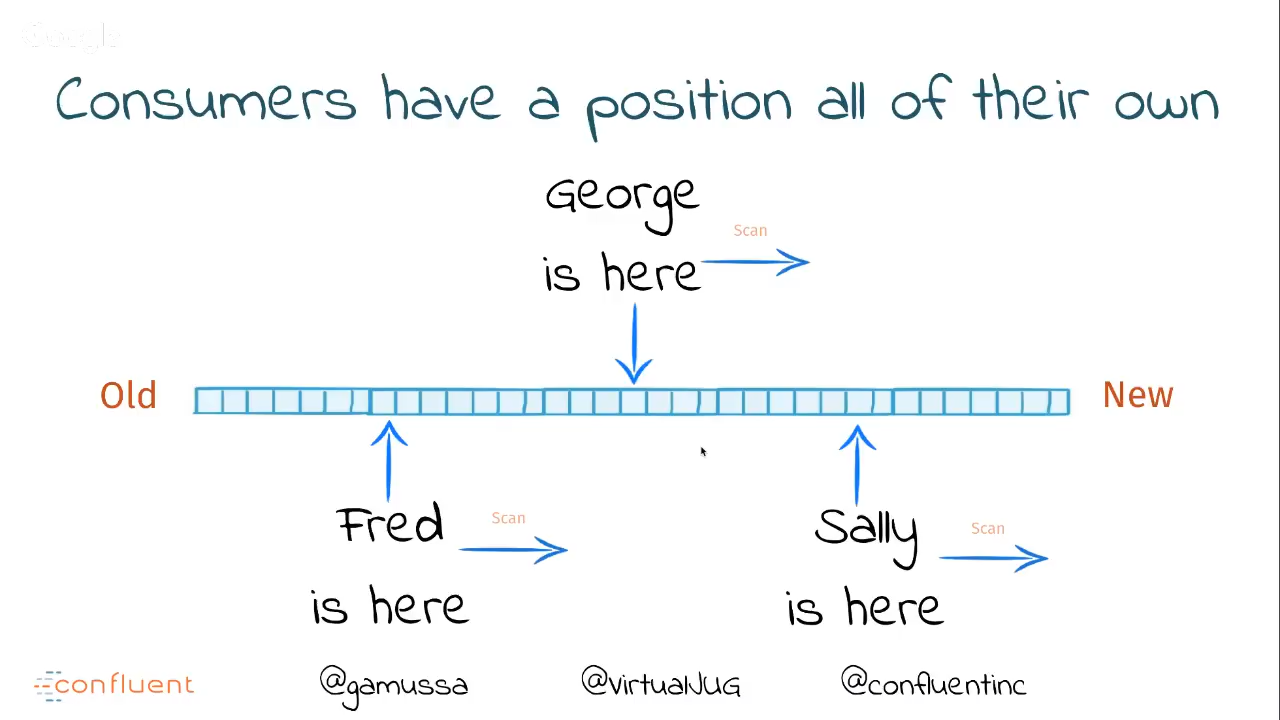 Google
Consumers have a position all of their own
George
is here
Scan
Old
New
Fred
is here
Scan
Sally
is here
Scan
confluent
@gamussa
@virtualJUG
@confluentinc